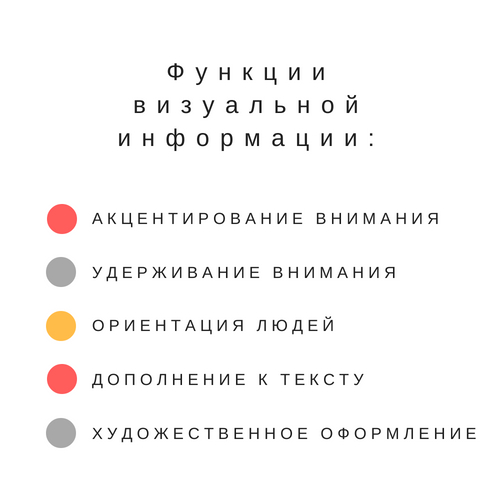 Функции
визуальной
информации:
АКЦЕНТИРОВАНИЕ ВНИМАНИЯ
УДЕРЖИВАНИЕ ВНИМАНИЯ
ОРИЕНТАЦИЯ ЛЮДЕЙ
ДОПОЛНЕНИЕ К ТЕКСТУ
ХУДОЖЕСТВЕННОЕ ОФОРМЛЕНИЕ